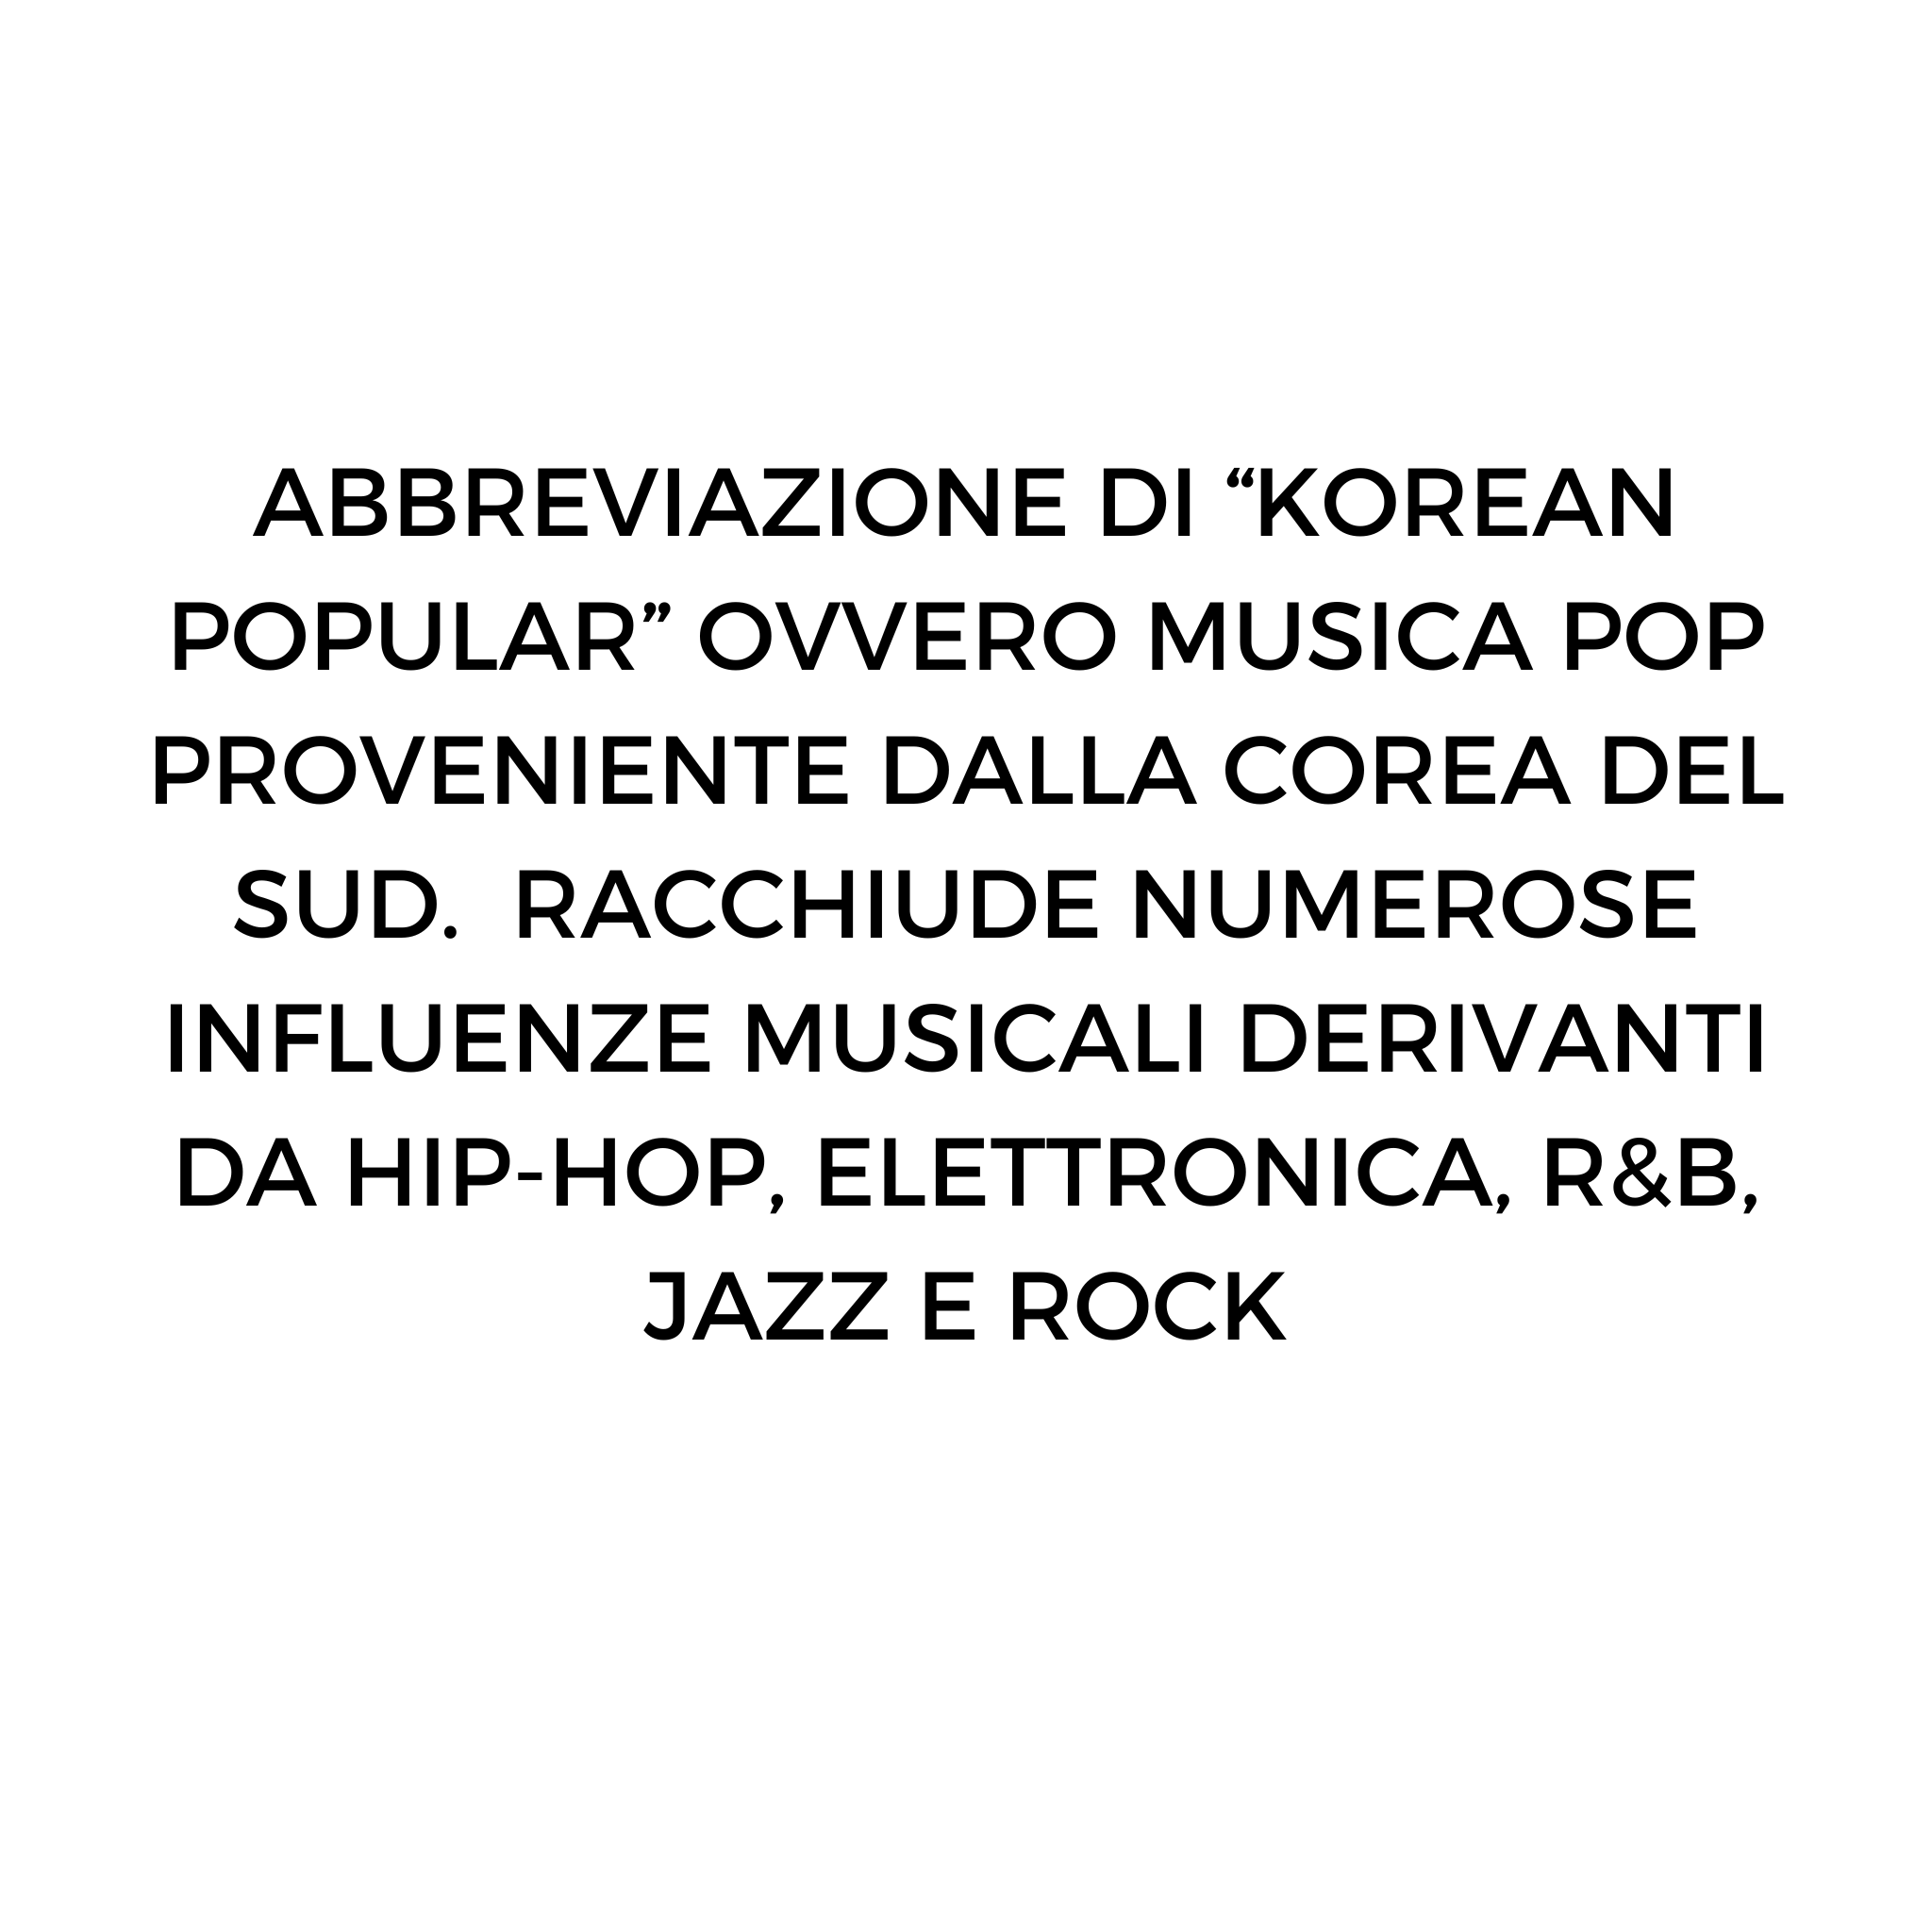 ABBREVIAZIONE DI “KOREAN
POPULAR” OVVERO MUSICA POP
PROVENIENTE DALLA COREA DEL
SUD. RACCHIUDE NUMEROSE
INFLUENZE MUSICALI DERIVANTI
DA HIP-HOP, ELETTRONICA, R&B,
JAZZ E ROCK